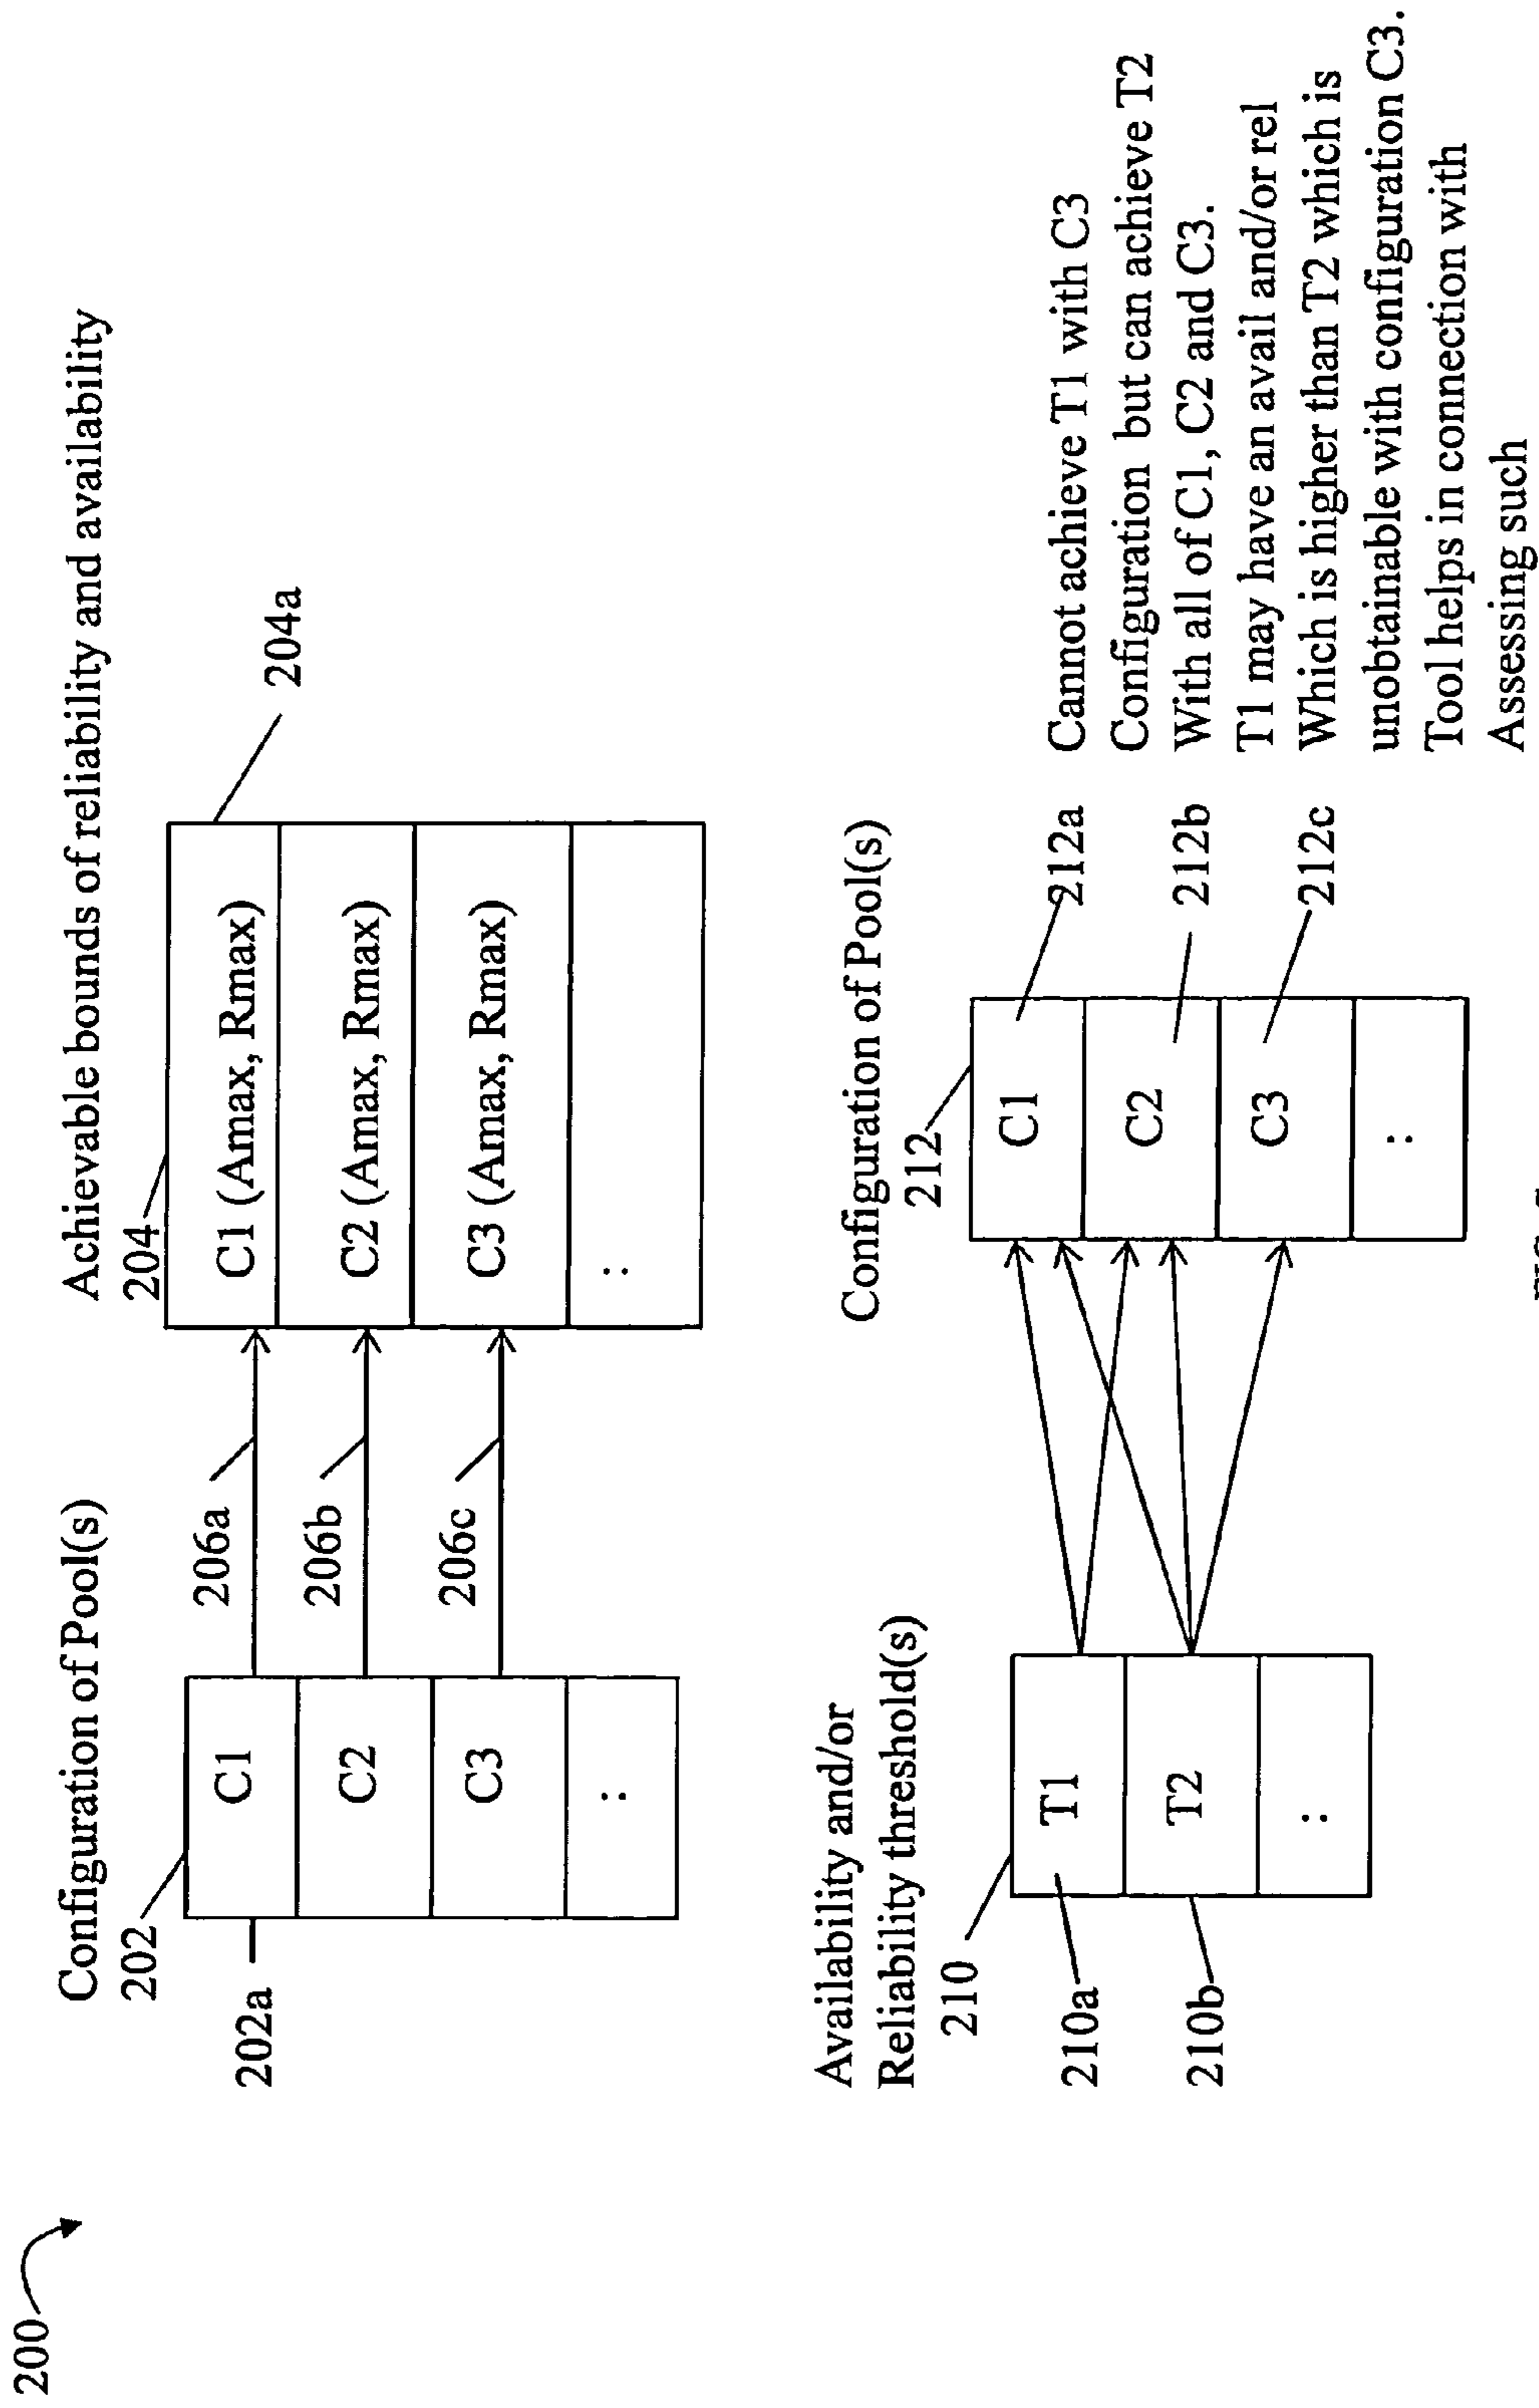 200
Configuration of Pool(s)
202
202a
C1
C2
C3
:
206a
206b
206c
Achievable bounds of reliability and availability
204
204a
C1 (Amax, Rmax)
C2 (Amax, Rmax)
C3 (Amax, Rmax)
:
Availability and/or
Reliability threshold(s)
210
210a
210b
T1
T2
:
Configuration of Pool(s)
212
C1
C2
C3
:
212a
212b
212c
Cannot achieve T1 with C3
Configuration but can achieve T2
With all of C1, C2 and C3.
T1 may have an avail and/or rel
Which is higher than T2 which is
unobtainable with configuration C3.
Tool helps in connection with
Assessing such